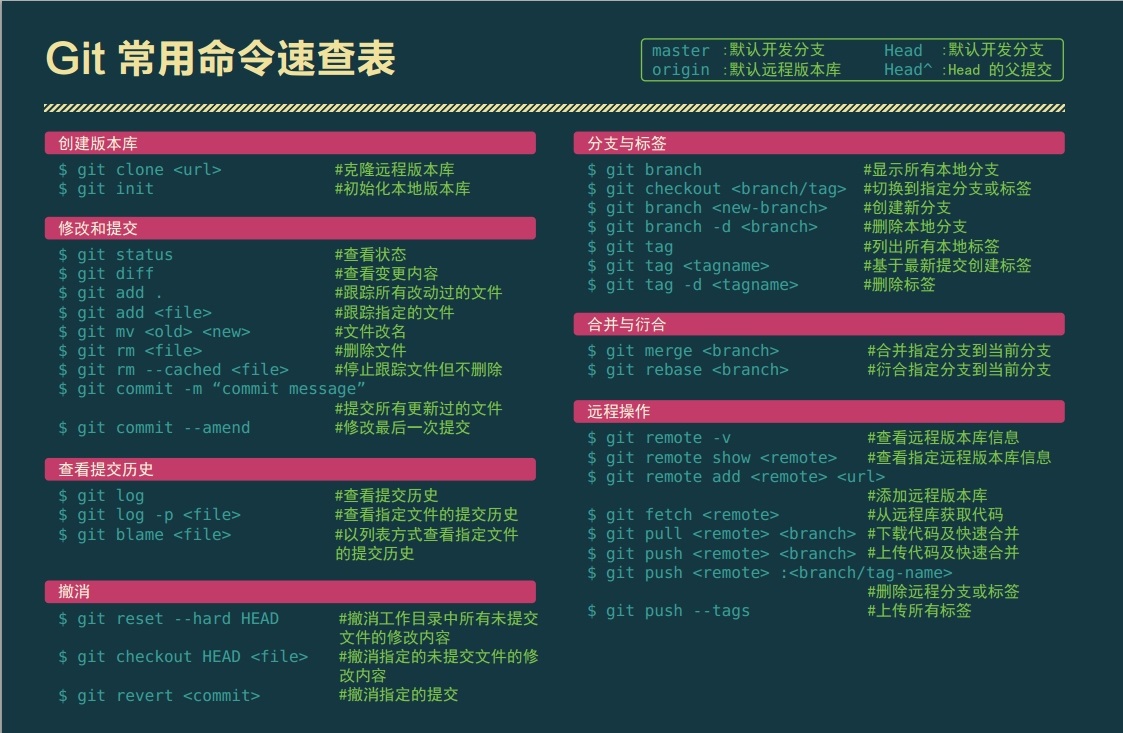 Git 常用命令速查表
master :默认开发分支 Head :默认开发分支
origin :默认远程版本库 Head^ :Head 的父提交
创建版本库
$ git clone <url> #克隆远程版本库
$ git init #初始化本地版本库
修改和提交
$ git status #查看状态
$ git diff #查看变更内容
$ git add . #跟踪所有改动过的文件
$ git add <file> #跟踪指定的文件
$ git mv <old> <new> #文件改名
$ git rm <file> #删除文件
$ git rm --cached <file> #停止跟踪文件但不删除
$ git commit -m “commit message”
#提交所有更新过的文件
$ git commit --amend #修改最后一次提交
查看提交历史
$ git log #查看提交历史
$ git log -p <file> #查看指定文件的提交历史
$ git blame <file> #以列表方式查看指定文件
的提交历史
撤消
$ git reset --hard HEAD #撤消工作目录中所有未提交
文件的修改内容
$ git checkout HEAD <file> #撤消指定的未提交文件的修
改内容
$ git revert <commit> #撤消指定的提交
分支与标签
$ git branch #显示所有本地分支
$ git checkout <branch/tag> #切换到指定分支或标签
$ git branch <new-branch> #创建新分支
$ git branch -d <branch> #删除本地分支
$ git tag #列出所有本地标签
$ git tag <tagname> #基于最新提交创建标签
$ git tag -d <tagname> #删除标签
合并与衍合
$ git merge <branch> #合并指定分支到当前分支
$ git rebase <branch> #衍合指定分支到当前分支
远程操作
$ git remote -v #查看远程版本库信息
$ git remote show <remote> #查看指定远程版本库信息
$ git remote add <remote> <url>
#添加远程版本库
$ git fetch <remote> #从远程库获取代码
$ git pull <remote> <branch> #下载代码及快速合并
$ git push <remote> <branch> #上传代码及快速合并
$ git push <remote> :<branch/tag-name>
#删除远程分支或标签
$ git push --tags #上传所有标签